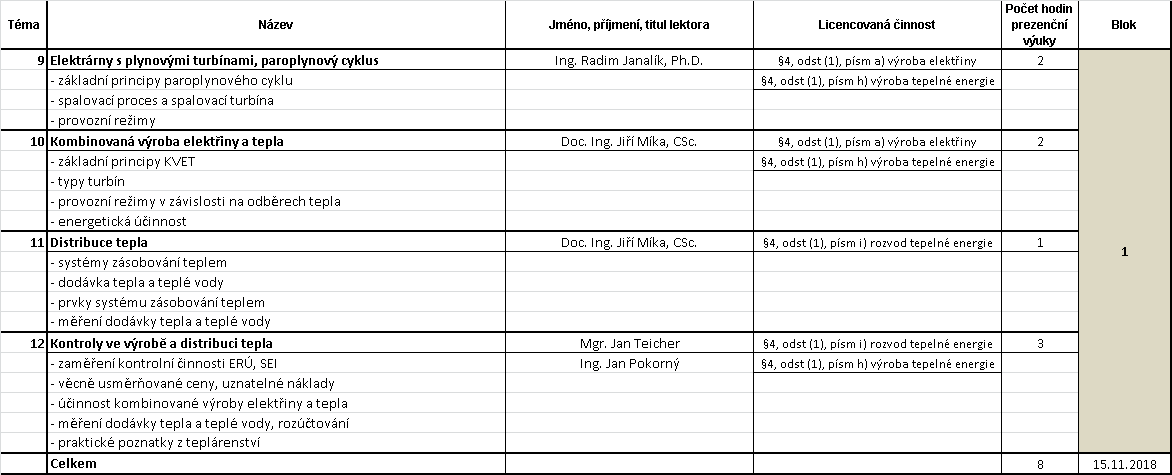 Téma Název Jméno, příjmení, titul lektora Licencovaná činnost Počet hodin prezenční výuky Blok
9 Elektrárny s plynovými turbínami, paroplynový cyklus Ing. Radim Janalík, Ph.D. §4, odst (1), písm a) výroba elektřiny 2
- základní principy paroplynového cyklu §4, odst (1), písm h) výroba tepelné energie
- spalovací proces a spalovací turbína
- provozní režimy
10 Kombinovaná výroba elektřiny a tepla Doc. Ing. Jiří Míka, CSc. §4, odst (1), písm a) výroba elektřiny 2
- základní principy KVET §4, odst (1), písm h) výroba tepelné energie
- typy turbín
- provozní režimy v závislosti na odběrech tepla
- energetická účinnost
11 Distribuce tepla Doc. Ing. Jiří Míka, CSc. §4, odst (1), písm i) rozvod tepelné energie 1
1
- systémy zásobování teplem
- dodávka tepla a teplé vody
- prvky systému zásobování teplem
- měření dodávky tepla a teplé vody
12 Kontroly ve výrobě a distribuci tepla Mgr. Jan Teicher §4, odst (1), písm i) rozvod tepelné energie 3
- zaměření kontrolní činnosti ERÚ, SEI Ing. Jan Pokorný §4, odst (1), písm h) výroba tepelné energie
- věcně usměrňované ceny, uznatelné náklady
- účinnost kombinované výroby elektřiny a tepla
- měření dodávky tepla a teplé vody, rozúčtování
- praktické poznatky z teplárenství
Celkem 8 15.11.2018